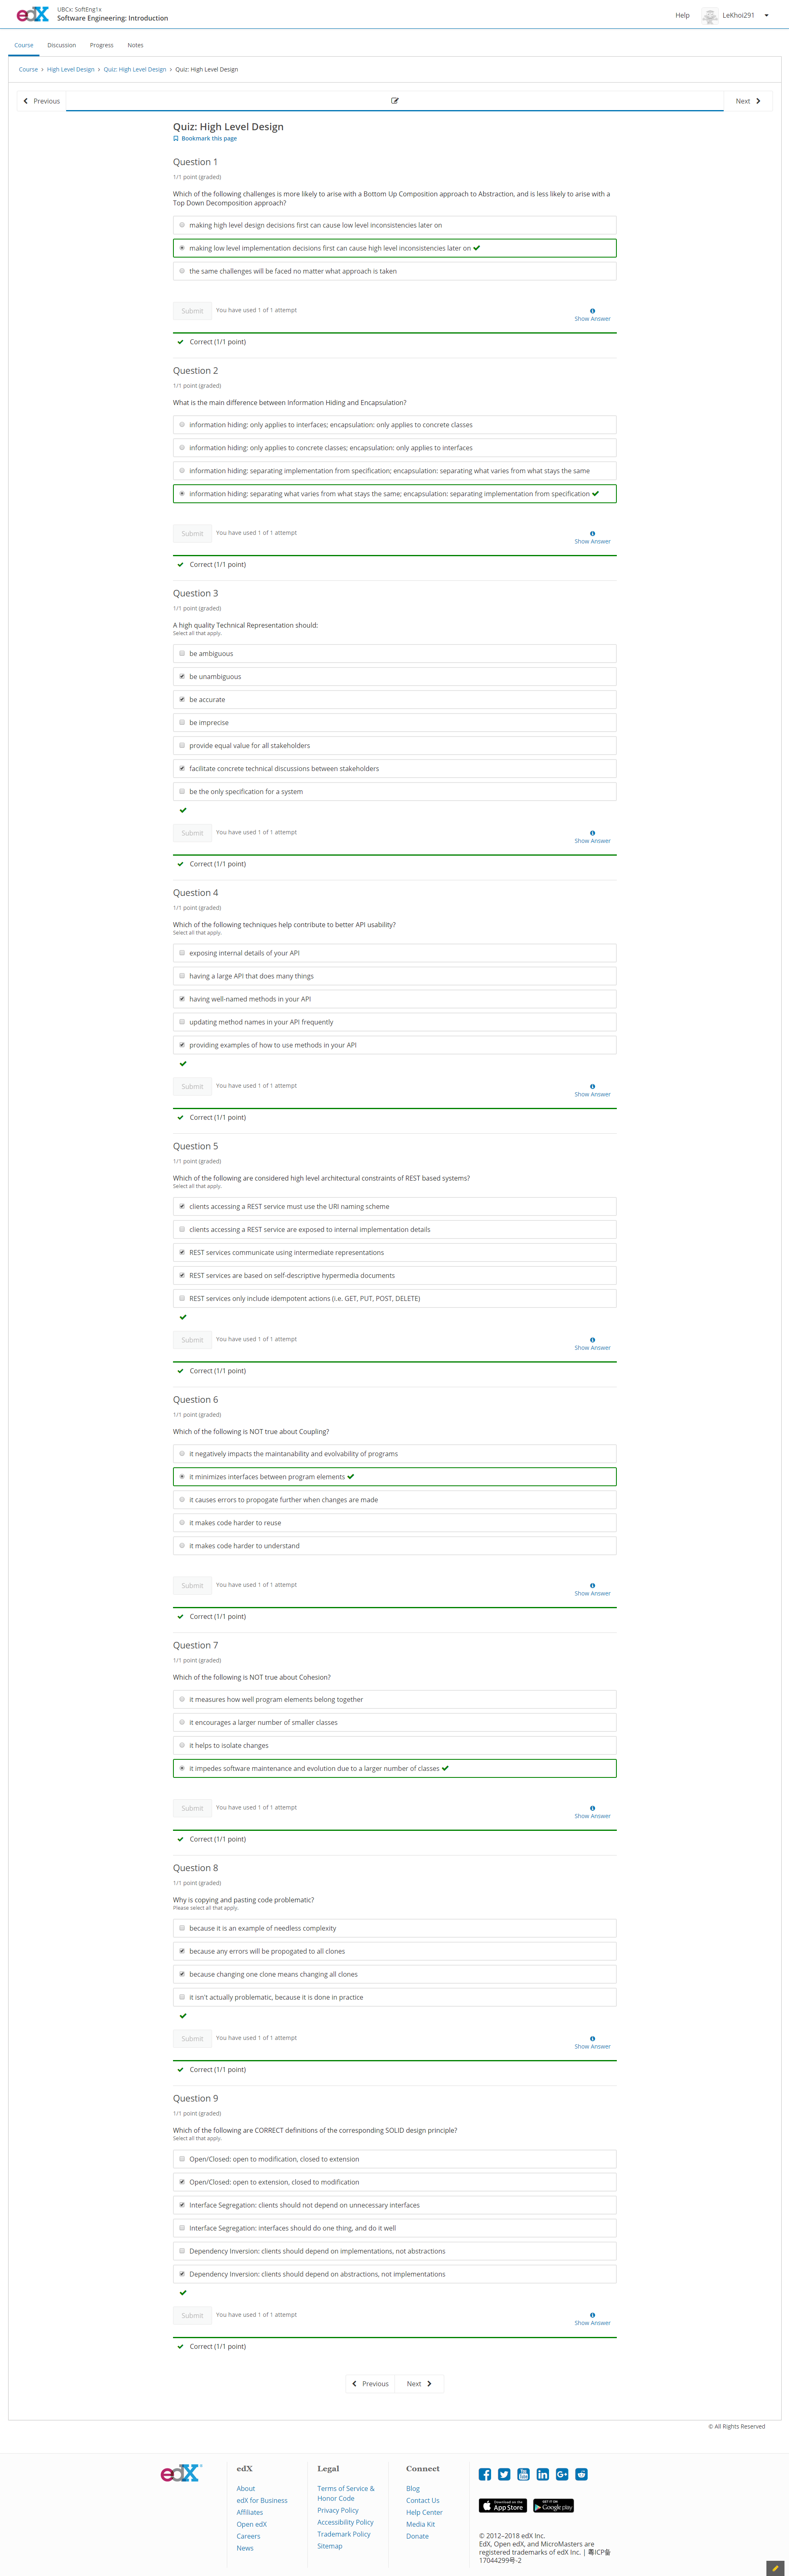 edX
UBCx: SoftEng1x
Software Engineering: Introduction
Help
LeKhoi291
Course
Discussion
Progress
Notes
Course > High Level Design > Quiz: High Level Design > Quiz: High Level Design
Previous
Next
Quiz: High Level Design
Bookmark this page
Question 1
1/1 point (graded)
Which of the following challenges is more likely to arise with a Bottom Up Composition approach to Abstraction, and is less likely to arise with a
Top Down Decomposition approach?
making high level design decisions first can cause low level inconsistencies later on
making low level implementation decisions first can cause high level inconsistencies later on
the same challenges will be faced no matter what approach is taken
Submit
You have used 1 of 1 attempt
Show Answer
Correct (1/1 point)
Question 2
1/1 point (graded)
What is the main difference between Information Hiding and Encapsulation?
information hiding: only applies to interfaces; encapsulation: only applies to concrete classes
information hiding: only applies to concrete classes; encapsulation: only applies to interfaces
information hiding: separating implementation from specification; encapsulation: separating what varies from what stays the same
information hiding: separating what varies from what stays the same; encapsulation: separating implementation from specification
Submit
You have used 1 of 1 attempt
Show Answer
Correct (1/1 point)
Question 3
1/1 point (graded)
A high quality Technical Representation should:
Select all that apply.
be ambiguous
be unambiguous
be accurate
be imprecise
provide equal value for all stakeholders
facilitate concrete technical discussions between stakeholders
be the only specification for a system
Submit
You have used 1 of 1 attempt
Show Answer
Correct (1/1 point)
Question 4
1/1 point (graded)
Which of the following techniques help contribute to better API usability?
Select all that apply.
exposing internal details of your API
having a large API that does many things
having well-named methods in your API
updating method names in your API frequently
providing examples of how to use methods in your API
Submit
You have used 1 of 1 attempt
Show Answer
Correct (1/1 point)
Question 5
1/1 point (graded)
Which of the following are considered high level architectural constraints of REST based systems?
Select all that apply.
clients accessing a REST service must use the URI naming scheme
clients accessing a REST service are exposed to internal implementation details
REST services communicate using intermediate representations
REST services are based on self-descriptive hypermedia documents
REST services only include idempotent actions (i.e. GET, PUT, POST, DELETE)
Submit
You have used 1 of 1 attempt
Show Answer
Correct (1/1 point)
Question 6
1/1 point (graded)
Which of the following is NOT true about Coupling?
it negatively impacts the maintanability and evolvability of programs
it minimizes interfaces between program elements
it causes errors to propogate further when changes are made
it makes code harder to reuse
it makes code harder to understand
Submit
You have used 1 of 1 attempt
Show Answer
Correct (1/1 point)
Question 7
1/1 point (graded)
Which of the following is NOT true about Cohesion?
it measures how well program elements belong together
it encourages a larger number of smaller classes
it helps to isolate changes
it impedes software maintenance and evolution due to a larger number of classes
Submit
You have used 1 of 1 attempt
Show Answer
Correct (1/1 point)
Question 8
1/1 point (graded)
Why is copying and pasting code problematic?
Please select all that apply.
because it is an example of needless complexity
because any errors will be propogated to all clones
because changing one clone means changing all clones
it isn't actually problematic, because it is done in practice
Submit
You have used 1 of 1 attempt
Show Answer
Correct (1/1 point)
Question 9
1/1 point (graded)
Which of the following are CORRECT definitions of the corresponding SOLID design principle?
Select all that apply.
Open/Closed: open to modification, closed to extension
Open/Closed: open to extension, closed to modification
Interface Segregation: clients should not depend on unnecessary interfaces
Interface Segregation: interfaces should do one thing, and do it well
Dependency Inversion: clients should depend on implementations, not abstractions
Dependency Inversion: clients should depend on abstractions, not implementations
Submit
You have used 1 of 1 attempt
Show Answer
Correct (1/1 point)
Previous
Next
© All Rights Reserved
edX
edX
About
edX for Business
Affiliates
Open edX
Careers
News
Legal
Terms of Service &
Honor Code
Privacy Policy
Accessibility Policy
Trademark Policy
Sitemap
Connect
Blog
Contact Us
Help Center
Media Kit
Donate
Download on the
App Store
GET IT ON
Google play
© 2012–2018 edX Inc.
EdX, Open edX, and MicroMasters are
registered trademarks of edX Inc. | 粤ICP备
17044299号-2